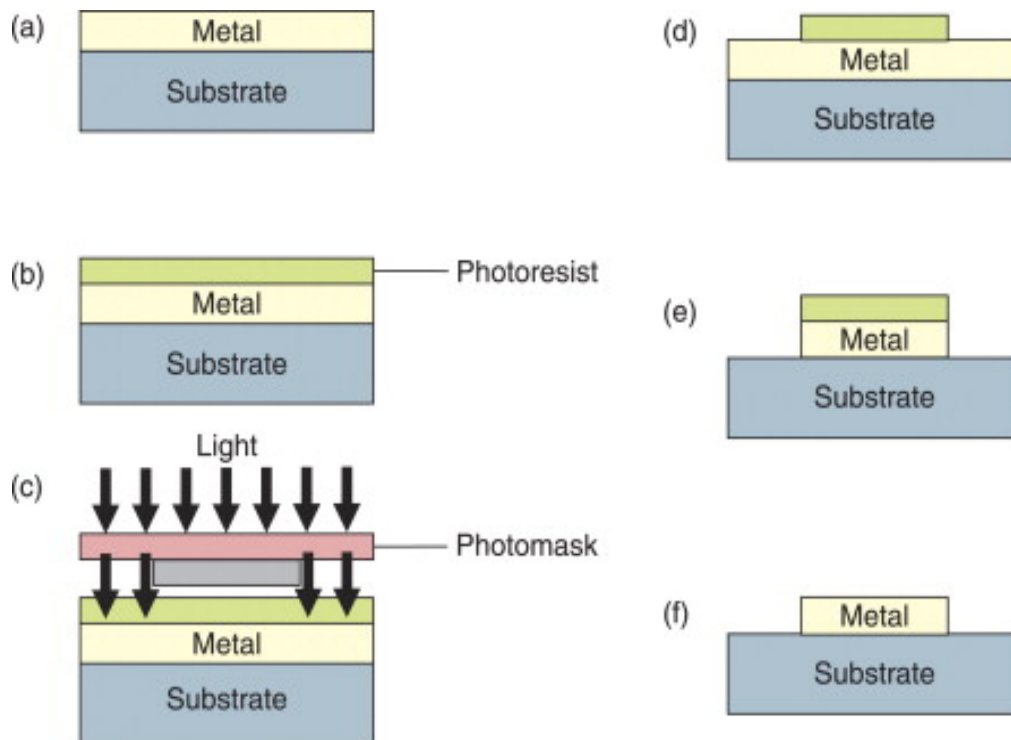 (a)
Metal
Substrate
(b)
Photoresist
Metal
Substrate
Light
(c)
Photomask
Metal
Substrate
(d)
Metal
Substrate
(e)
Metal
Substrate
(f)
Metal
Substrate